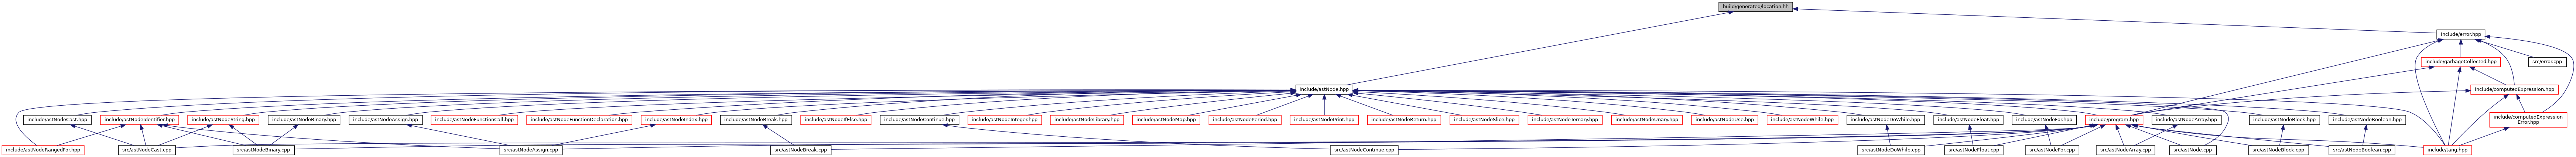 build/generated/location.hh
include/error.hpp
include/garbageCollected.hpp
src/error.cpp
include/astNode.hpp
include/computedExpression.hpp
include/astNodeCast.hpp
include/astNodeIdentifier.hpp
include/astNodeString.hpp
include/astNodeBinary.hpp
include/astNodeAssign.hpp
include/astNodeFunctionCall.hpp
include/astNodeFunctionDeclaration.hpp
include/astNodeIndex.hpp
include/astNodeBreak.hpp
include/astNodeIfElse.hpp
include/astNodeContinue.hpp
include/astNodeInteger.hpp
include/astNodeLibrary.hpp
include/astNodeMap.hpp
include/astNodePeriod.hpp
include/astNodePrint.hpp
include/astNodeReturn.hpp
include/astNodeSlice.hpp
include/astNodeTernary.hpp
include/astNodeUnary.hpp
include/astNodeUse.hpp
include/astNodeWhile.hpp
include/astNodeDoWhile.hpp
include/astNodeFloat.hpp
include/astNodeFor.hpp
include/program.hpp
include/astNodeArray.hpp
include/astNodeBlock.hpp
include/astNodeBoolean.hpp
include/computedExpression
Error.hpp
include/astNodeRangedFor.hpp
src/astNodeCast.cpp
src/astNodeBinary.cpp
src/astNodeAssign.cpp
src/astNodeBreak.cpp
src/astNodeContinue.cpp
src/astNodeDoWhile.cpp
src/astNodeFloat.cpp
src/astNodeFor.cpp
src/astNodeArray.cpp
src/astNode.cpp
src/astNodeBlock.cpp
src/astNodeBoolean.cpp
include/tang.hpp